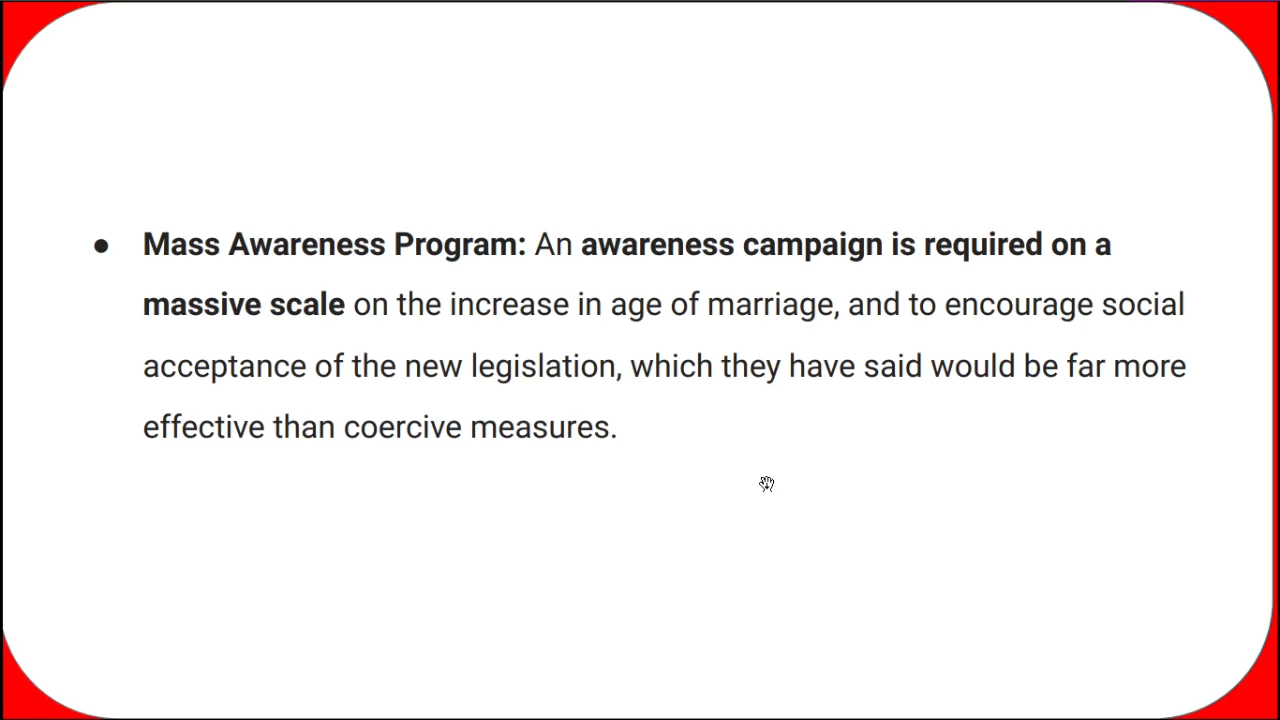 ● Mass Awareness Program: An awareness campaign is required on a
massive scale on the increase in age of marriage, and to encourage social
acceptance of the new legislation, which they have said would be far more
effective than coercive measures.